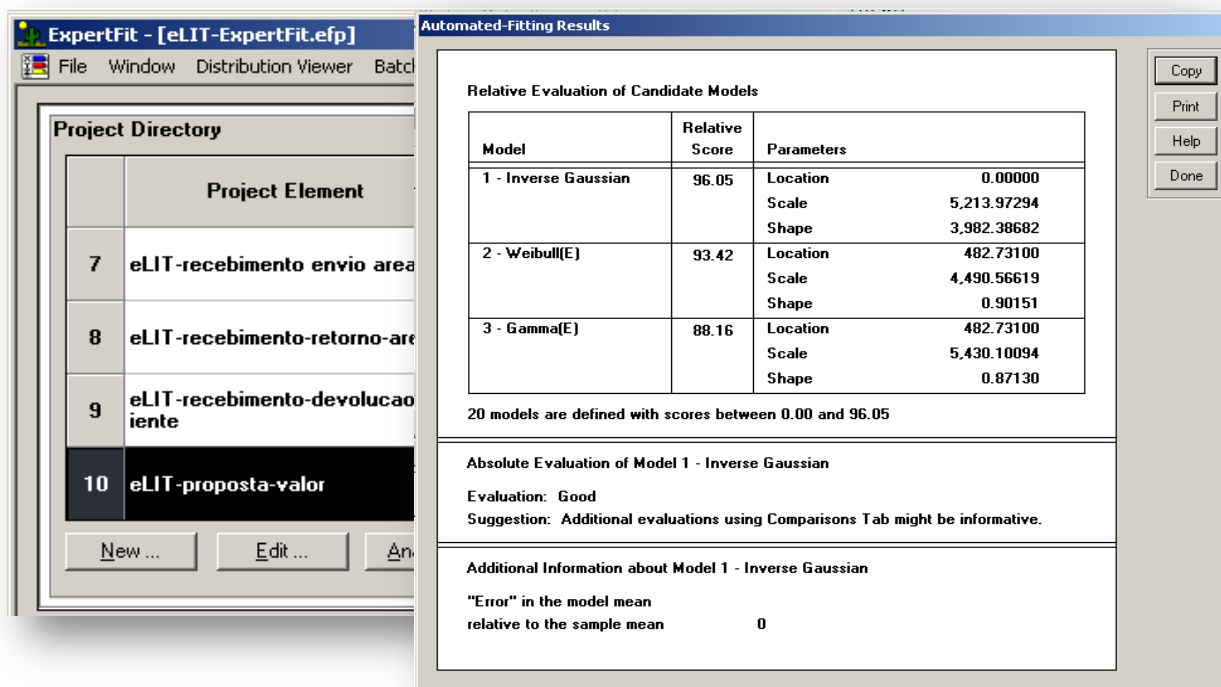 ExpertFit - [eLIT-ExpertFit.efp]
File Window Distribution Viewer Batch
Project Directory
Project Element
7 eLIT-recebimento envio area
8 eLIT-recebimento-retorno-are
9 eLIT-recebimento-devolucao
iente
10 eLIT-proposta-valor
New ... Edit ... An
Automated-Fitting Results
Copy
Print
Help
Done
Relative Evaluation of Candidate Models
Relative
Model Score Parameters
1 - Inverse Gaussian 96.05 Location 0.00000
Scale 5,213.97294
Shape 3,982.38682
2 - Weibull(E) 93.42 Location 482.73100
Scale 4,490.56619
Shape 0.90151
3 - Gamma(E) 88.16 Location 482.73100
Scale 5,430.10094
Shape 0.87130
20 models are defined with scores between 0.00 and 96.05
Absolute Evaluation of Model 1 - Inverse Gaussian
Evaluation: Good
Suggestion: Additional evaluations using Comparisons Tab might be informative.
Additional Information about Model 1 - Inverse Gaussian
"Error" in the model mean
relative to the sample mean 0